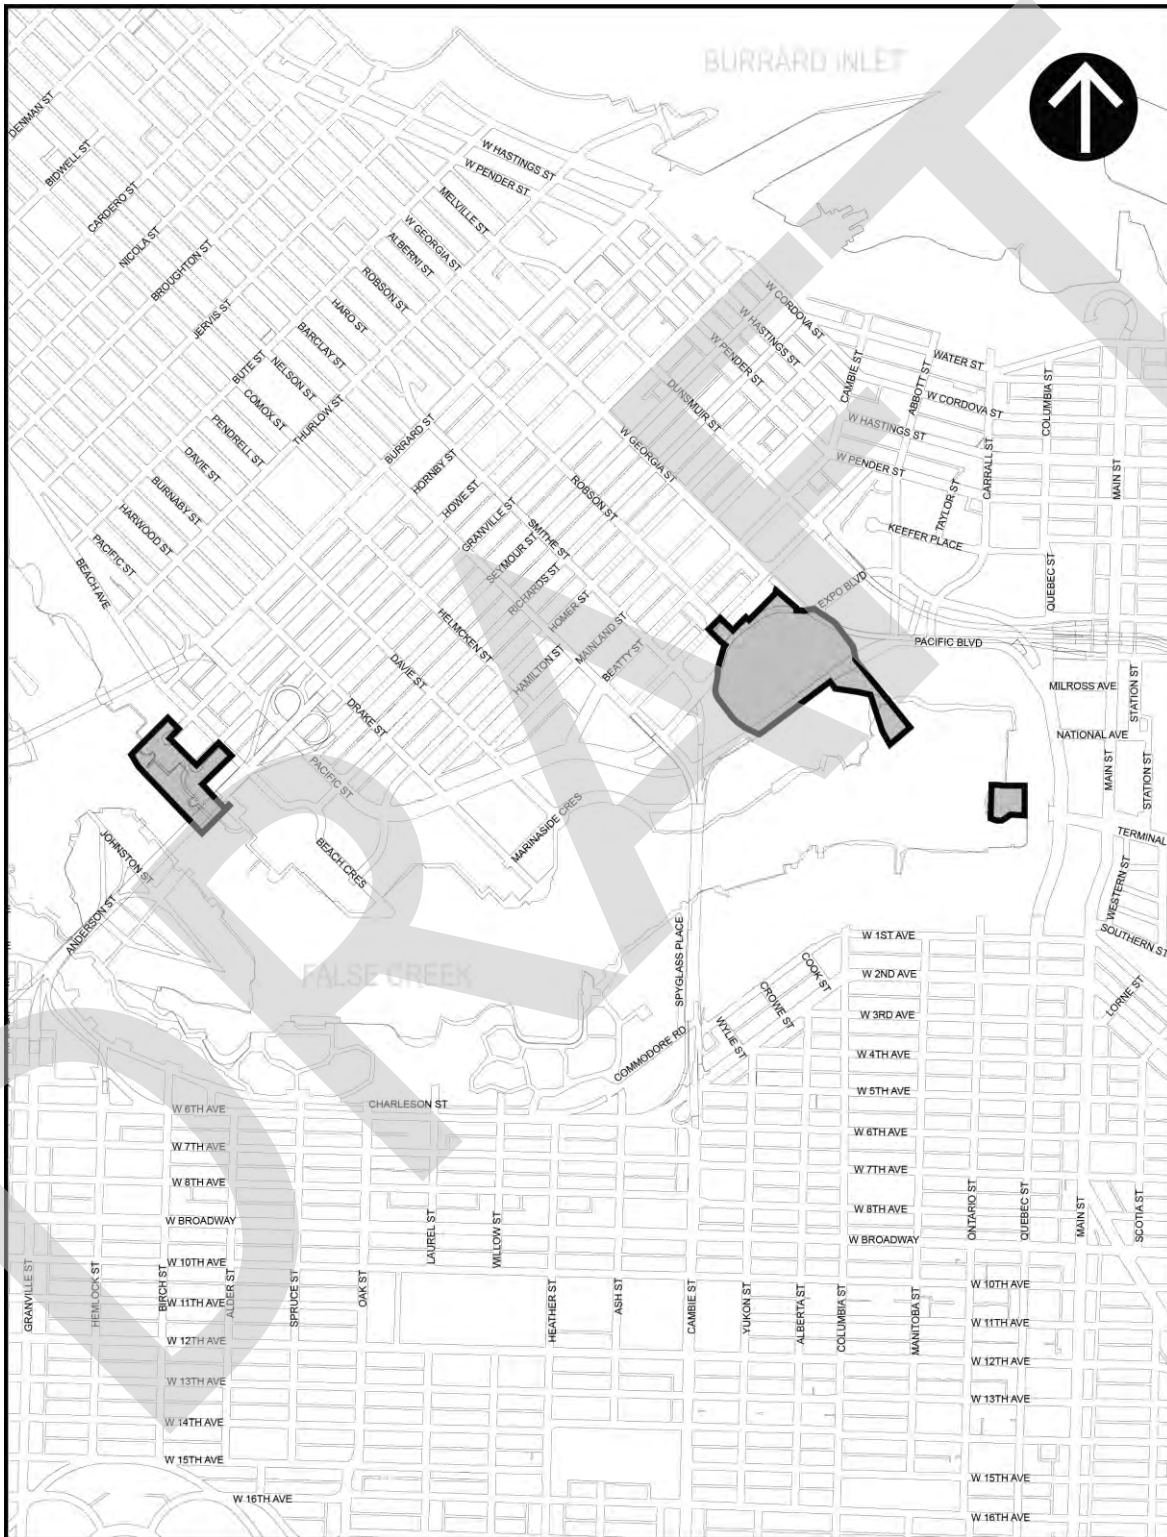 BURRARD INLET
DENMAN ST
BIDWELL ST
CARDERO ST
NICOLA ST
BROUGHTON ST
JERVIS ST
BUTE ST
THURLOW ST
BURRARD ST
HORNBY ST
HOWE ST
GRANVILLE ST
SEYMOUR ST
RICHARDS ST
HOMER ST
HAMILTON ST
MAINLAND ST
BEATTY ST
W HASTINGS ST
W PENDER ST
MELVILLE ST
W GEORGIA ST
ALBERNI ST
ROBSON ST
HARO ST
BARCLAY ST
NELSON ST
COMOX ST
PENDRELL ST
DAVIE ST
BURNABY ST
HARWOOD ST
PACIFIC ST
BEACH AVE
W CORDOVA ST
W HASTINGS ST
W PENDER ST
DUNSMUIR ST
W GEORGIA ST
ROBSON ST
SMITHE ST
HELMCKEN ST
DAVIE ST
DRAKE ST
PACIFIC ST
BEACH CRES
MARINASIDE CRES
CAMBIE ST
ABBOTT ST
WATER ST
W CORDOVA ST
W HASTINGS ST
W PENDER ST
CARRALL ST
COLUMBIA ST
MAIN ST
TAYLOR ST
KEEFER PLACE
QUEBEC ST
EXPO BLVD
PACIFIC BLVD
MILROSS AVE
STATION ST
NATIONAL AVE
MAIN ST
STATION ST
TERMINAL
WESTERN ST
SOUTHERN ST
LORNE ST
JOHNSTON ST
ANDERSON ST
FALSE CREEK
SPYGLASS PLACE
COMMODORE RD
WYLIE ST
CROWE ST
COOK ST
W 1ST AVE
W 2ND AVE
W 3RD AVE
W 4TH AVE
W 5TH AVE
W 6TH AVE
W 7TH AVE
W 8TH AVE
W BROADWAY
CHARLESON ST
W 6TH AVE
W 7TH AVE
W 8TH AVE
W BROADWAY
W 10TH AVE
W 11TH AVE
W 12TH AVE
W 13TH AVE
W 14TH AVE
W 15TH AVE
W 16TH AVE
GRANVILLE ST
HEMLOCK ST
BIRCH ST
ALDER ST
SPRUCE ST
OAK ST
LAUREL ST
WILLOW ST
HEATHER ST
ASH ST
CAMBIE ST
YUKON ST
ALBERTA ST
COLUMBIA ST
MANITOBA ST
ONTARIO ST
QUEBEC ST
MAIN ST
SCOTIA ST
W 10TH AVE
W 11TH AVE
W 12TH AVE
W 13TH AVE
W 15TH AVE
W 16TH AVE
DRAFT